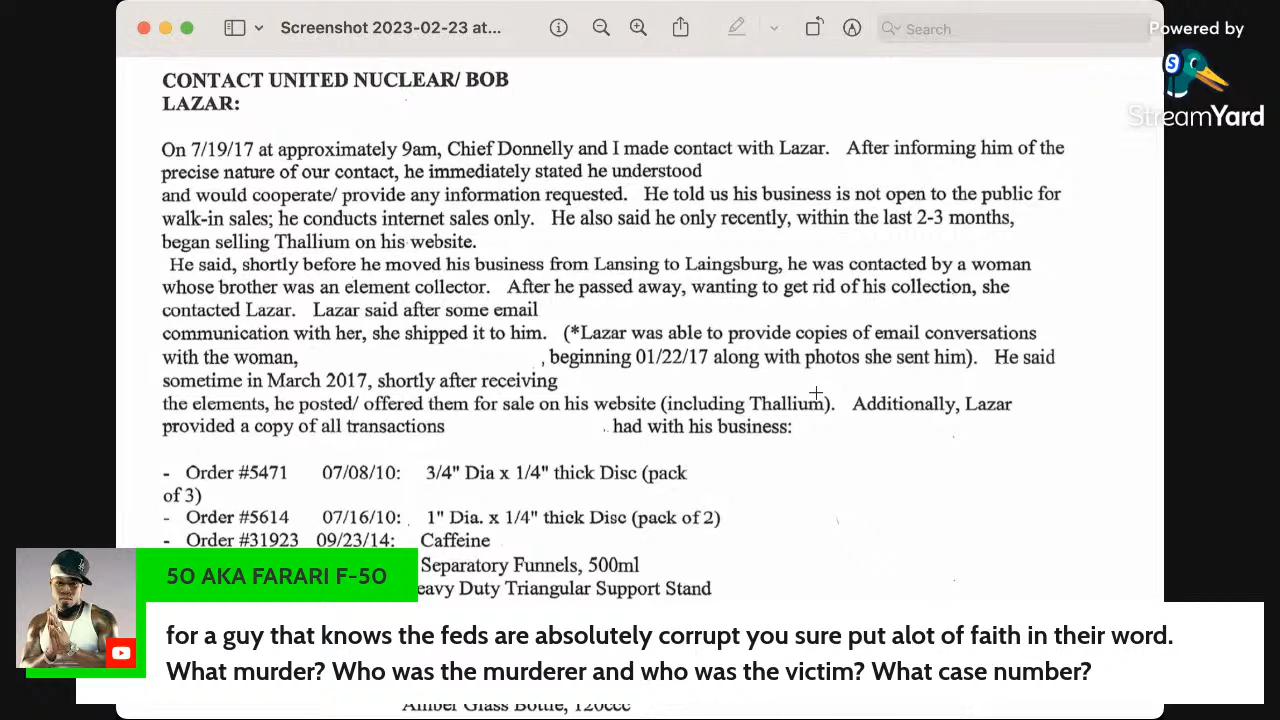 Screenshot 2023-02-23 at...
Search
Powered by
StreamYard
CONTACT UNITED NUCLEAR/ BOB
LAZAR:
On 7/19/17 at approximately 9am, Chief Donnelly and I made contact with Lazar. After informing him of the
precise nature of our contact, he immediately stated he understood
and would cooperate/ provide any information requested. He told us his business is not open to the public for
walk-in sales; he conducts internet sales only. He also said he only recently, within the last 2-3 months,
began selling Thallium on his website.
He said, shortly before he moved his business from Lansing to Laingsburg, he was contacted by a woman
whose brother was an element collector. After he passed away, wanting to get rid of his collection, she
contacted Lazar. Lazar said after some email
communication with her, she shipped it to him. (*Lazar was able to provide copies of email conversations
with the woman, , beginning 01/22/17 along with photos she sent him). He said
sometime in March 2017, shortly after receiving
the elements, he posted/ offered them for sale on his website (including Thallium). Additionally, Lazar
provided a copy of all transactions had with his business:
- Order #5471 07/08/10: 3/4" Dia x 1/4" thick Disc (pack
of 3)
- Order #5614 07/16/10: 1" Dia. x 1/4" thick Disc (pack of 2)
- Order #31923 09/23/14: Caffeine
Separatory Funnels, 500ml
eavy Duty Triangular Support Stand
50 AKA FARARI F-50
for a guy that knows the feds are absolutely corrupt you sure put alot of faith in their word.
What murder? Who was the murderer and who was the victim? What case number?
Amber Glass Bottle, 120ccc